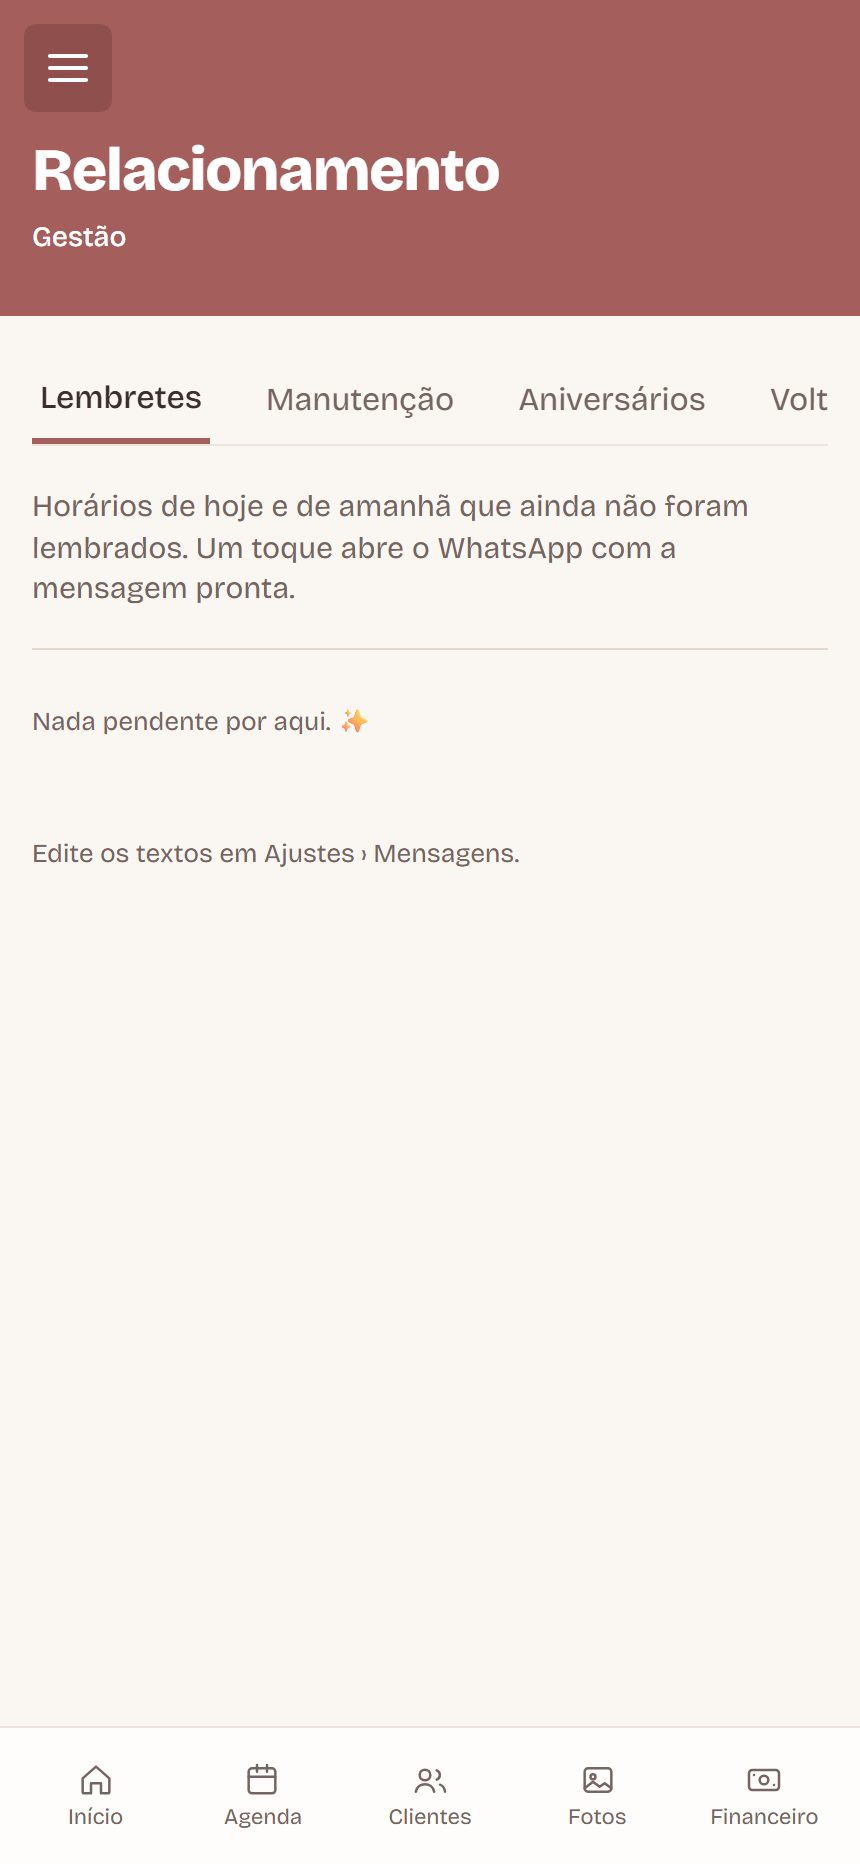 Relacionamento
Gestão
Lembretes Manutenção Aniversários Volt
Horários de hoje e de amanhã que ainda não foram
lembrados. Um toque abre o WhatsApp com a
mensagem pronta.
Nada pendente por aqui. ✨
Edite os textos em Ajustes › Mensagens.
Início Agenda Clientes Fotos Financeiro